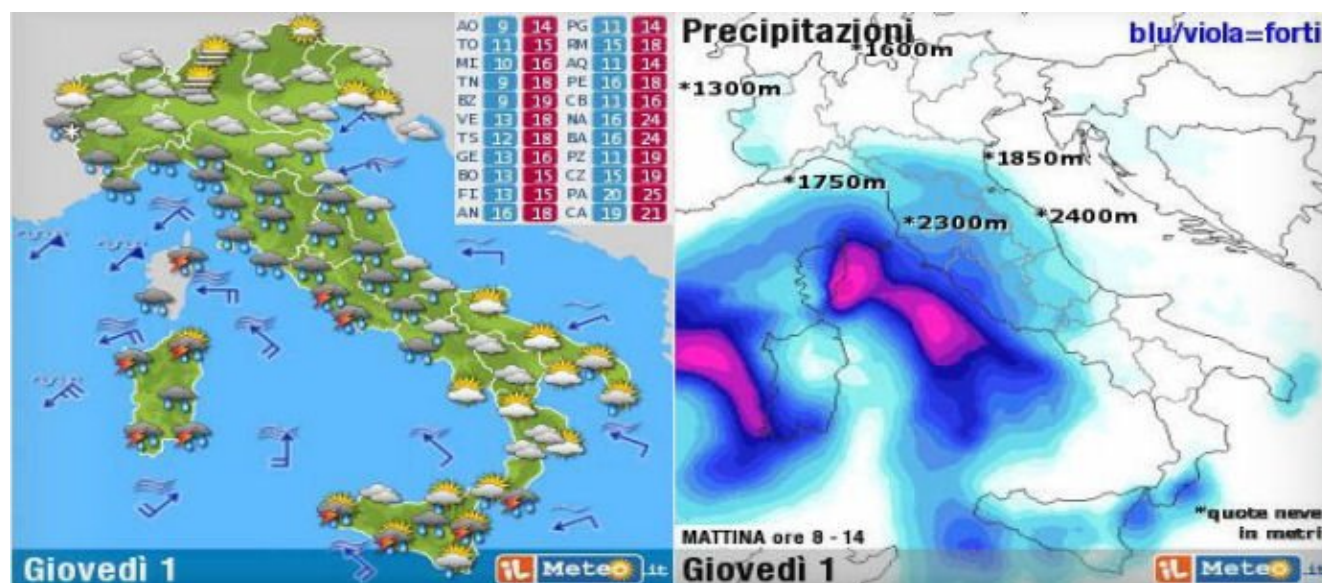 AO 9 14 PG 13 14
TO 11 15 RM 15 18
MI 10 16 AQ 11 14
TN 9 18 PE 16 18
BZ 9 19 CB 13 16
VE 13 18 NA 16 24
TS 12 18 BA 16 24
GE 13 16 PZ 11 19
BO 13 15 CZ 15 19
FI 13 15 PA 20 25
AN 16 18 CA 19 21
Giovedì 1
iL Meteo.it
Precipitazioni
blu/viola=forti
*1600m
*1300m
*1850m
*1750m
*2300m
*2400m
*quote neve
in metri
MATTINA ore 8 - 14
Giovedì 1
iL Meteo.it